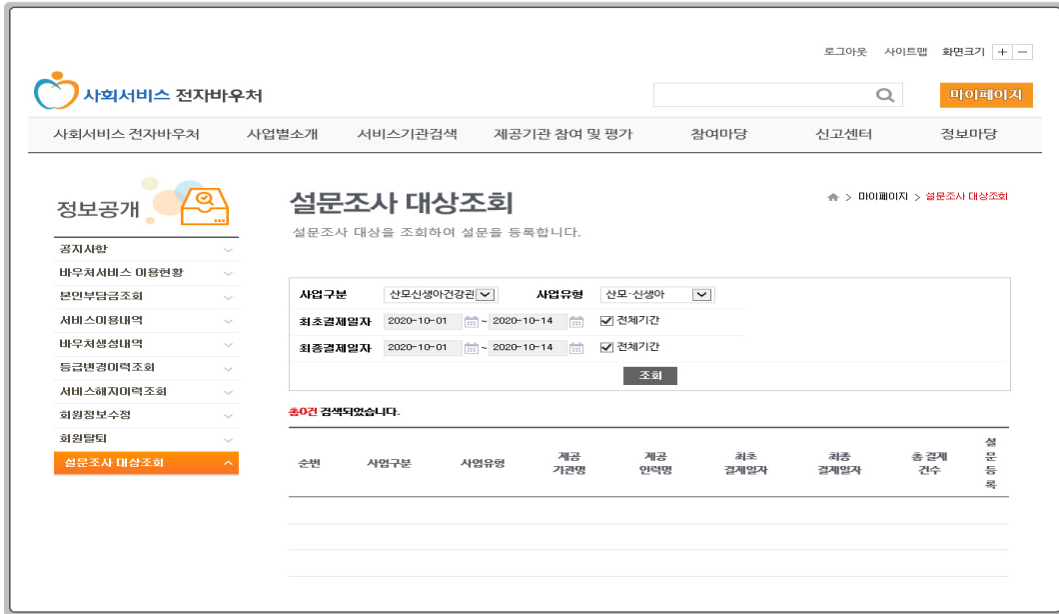 로그아웃 사이트맵 화면크기 + −
사회서비스 전자바우처
마이페이지
사회서비스 전자바우처 사업별소개 서비스기관검색 제공기관 참여 및 평가 참여마당 신고센터 정보마당
정보공개
공지사항
바우처서비스 이용현황
본인부담금조회
서비스이용내역
바우처생성내역
등급변경이력조회
서비스해지이력조회
회원정보수정
회원탈퇴
설문조사 대상조회
설문조사 대상조회
> 마이페이지 > 설문조사 대상조회
설문조사 대상을 조회하여 설문을 등록합니다.
사업구분 산모신생아건강관 사업유형 산모·신생아
최초결제일자 2020-10-01 ~ 2020-10-14 전체기간
최종결제일자 2020-10-01 ~ 2020-10-14 전체기간
조회
총0건 검색되었습니다.
순번 사업구분 사업유형 제공 기관명 제공 인력명 최초 결제일자 최종 결제일자 총 결제 건수 설문등록